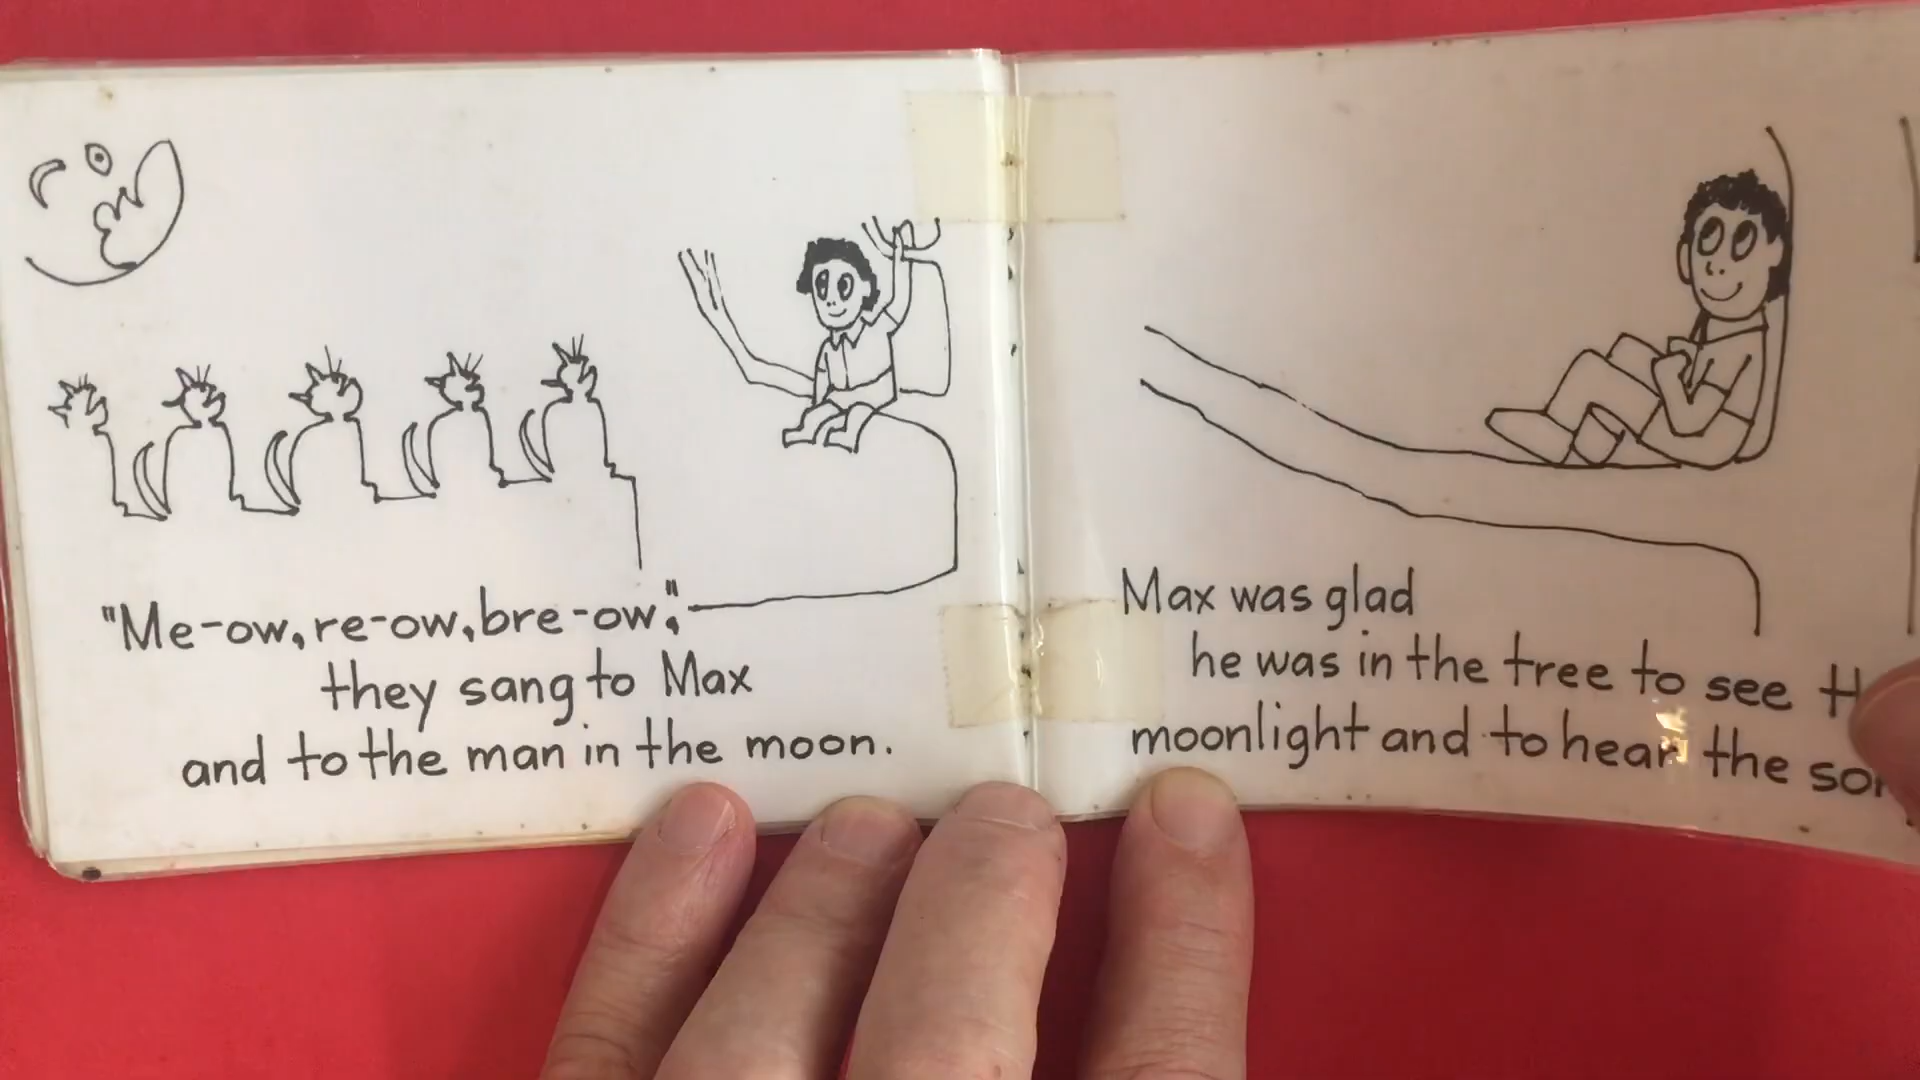 "Me-ow, re-ow, bre-ow,"
they sang to Max
and to the man in the moon.
Max was glad
he was in the tree to see
moonlight and to hear the